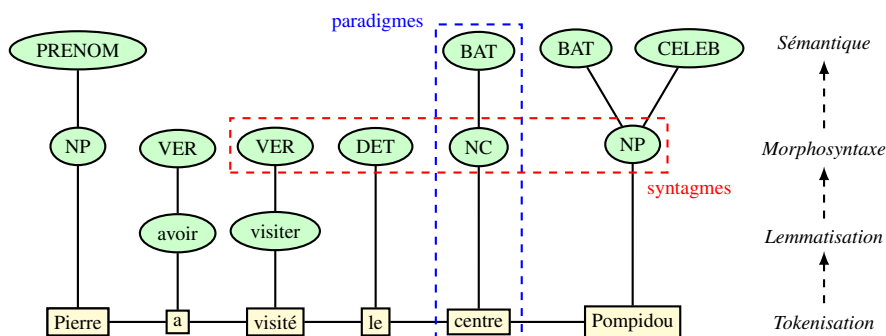 paradigmes
PRENOM BAT BAT CELEB Sémantique
NP VER VER DET NC NP Morphosyntaxe
syntagmes
avoir visiter Lemmatisation
Pierre a visité le centre Pompidou Tokenisation